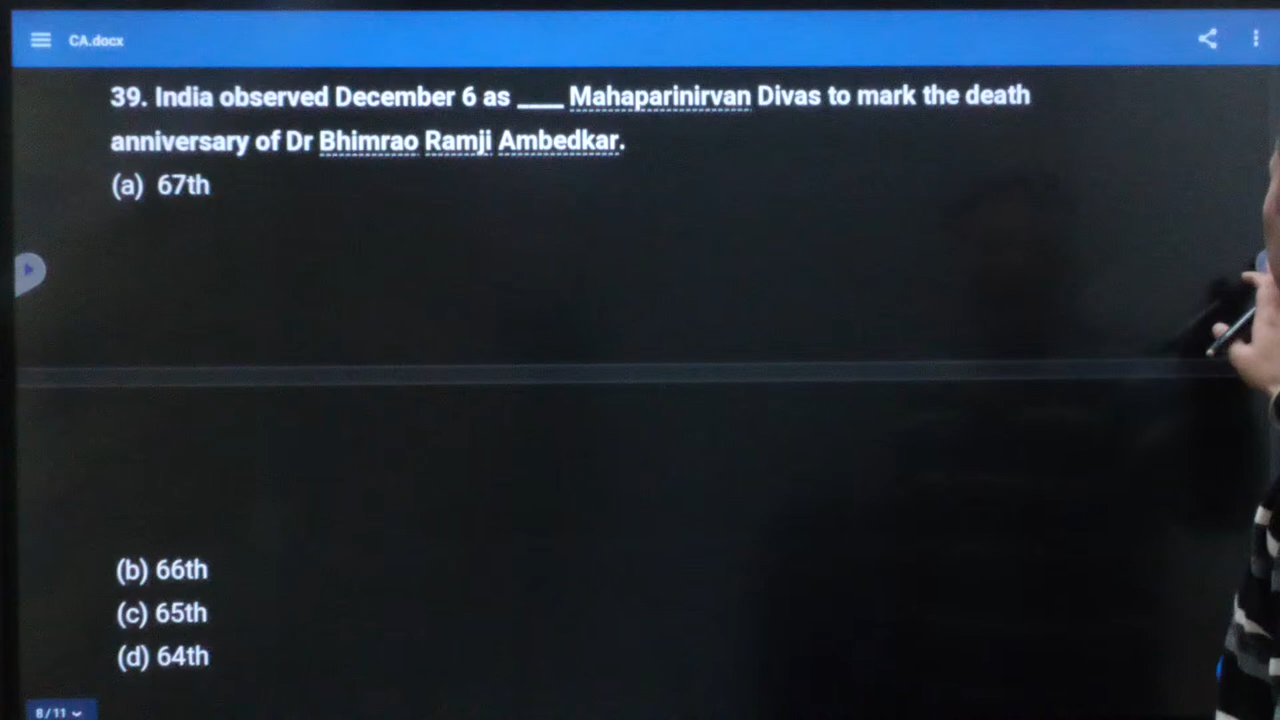 CA.docx
39. India observed December 6 as ___ Mahaparinirvan Divas to mark the death
anniversary of Dr Bhimrao Ramji Ambedkar.
(a) 67th
(b) 66th
(c) 65th
(d) 64th
8/11